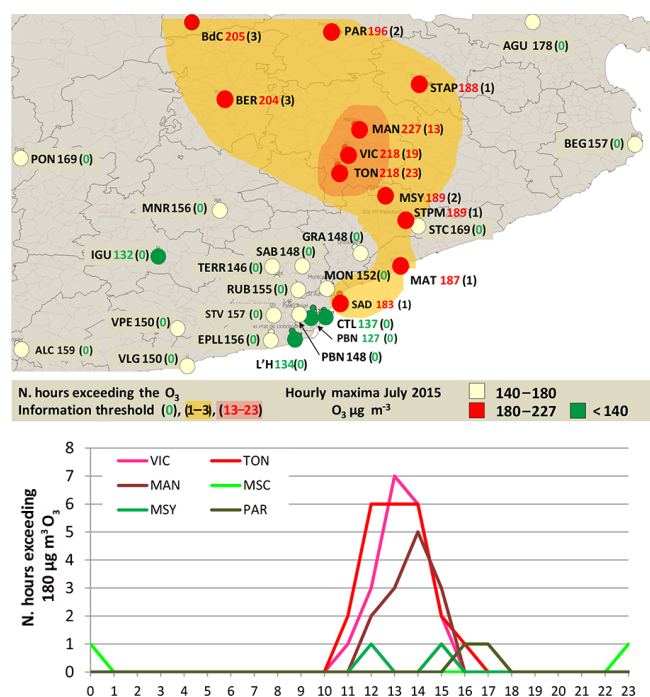 BdC 205 (3)
PAR 196 (2)
AGU 178 (0)
STAP 188 (1)
BER 204 (3)
MAN 227 (13)
BEG 157 (0)
VIC 218 (19)
PON 169 (0)
TON 218 (23)
MSY 189 (2)
MNR 156 (0)
STPM 189 (1)
STC 169 (0)
GRA 148 (0)
IGU 132 (0)
SAB 148 (0)
TERR 146 (0)
MON 152 (0)
MAT 187 (1)
RUB 155 (0)
SAD 183 (1)
STV 157 (0)
VPE 150 (0)
CTL 137 (0)
EPLL 156 (0)
PBN 127 (0)
ALC 159 (0)
VLG 150 (0)
PBN 148 (0)
L'H 134 (0)
N. hours exceeding the O3
Information threshold (0), (1–3), (13–23)
Hourly maxima July 2015
O3 µg m-3
140–180
180–227
< 140
N. hours exceeding
180 µg m3 O3
8
7
6
5
4
3
2
1
0
VIC TON
MAN MSC
MSY PAR
0 1 2 3 4 5 6 7 8 9 10 11 12 13 14 15 16 17 18 19 20 21 22 23